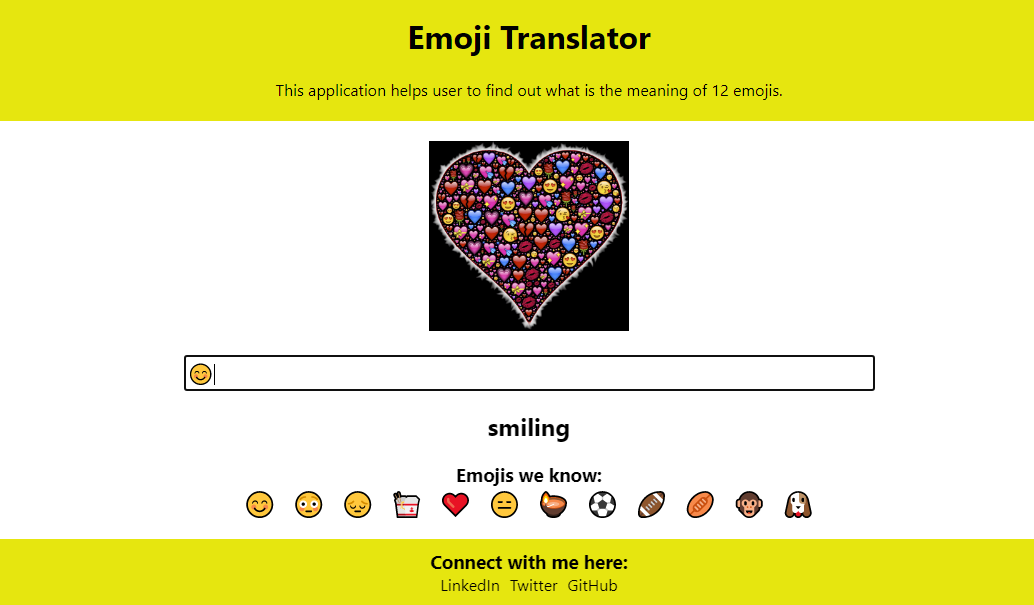 Emoji Translator
This application helps user to find out what is the meaning of 12 emojis.
😊
smiling
Emojis we know:
😊 😳 😔 🥡 ❤️ 😑 🪔 ⚽ 🏈 🏉 🐵 🐶
Connect with me here:
LinkedIn Twitter GitHub